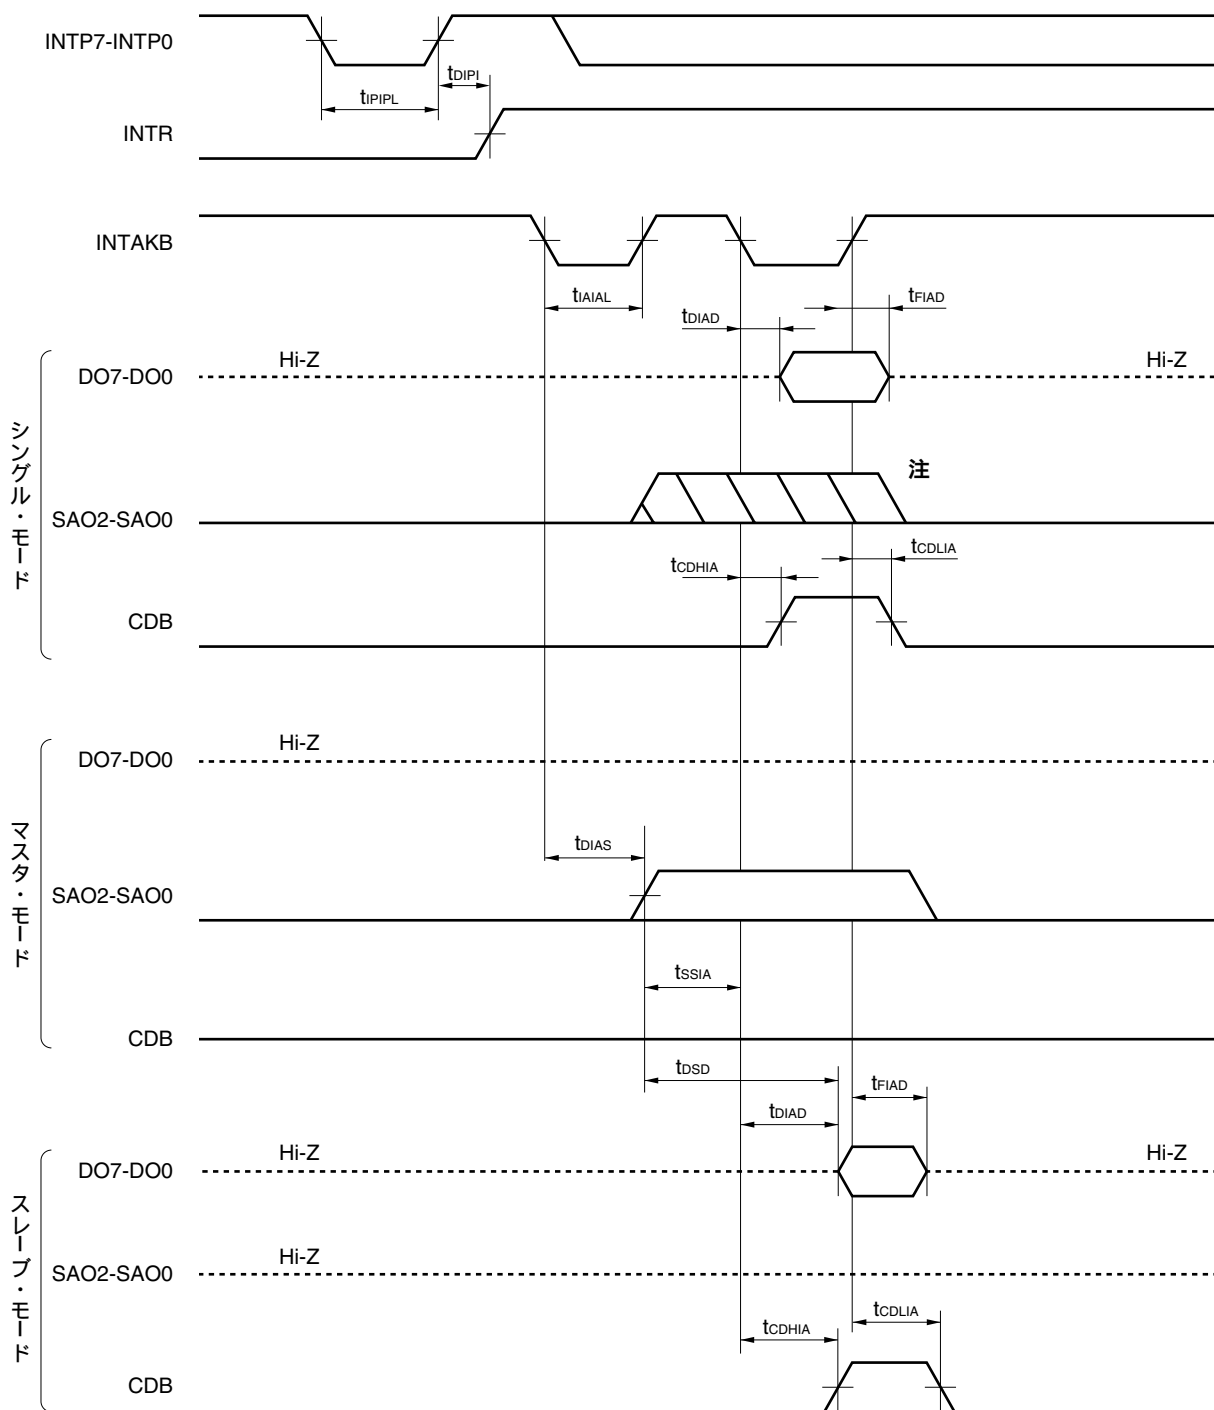 INTP7-INTP0
tDIPI
tIPIPL
INTR
INTAKB
tIAIAL
tFIAD
tDIAD
シングル・モード
Hi-Z
Hi-Z
DO7-DO0
注
SAO2-SAO0
tCDLIA
tCDHIA
CDB
マスタ・モード
Hi-Z
DO7-DO0
tDIAS
SAO2-SAO0
tSSIA
CDB
tDSD
tFIAD
tDIAD
スレーブ・モード
Hi-Z
Hi-Z
DO7-DO0
Hi-Z
SAO2-SAO0
tCDLIA
tCDHIA
CDB